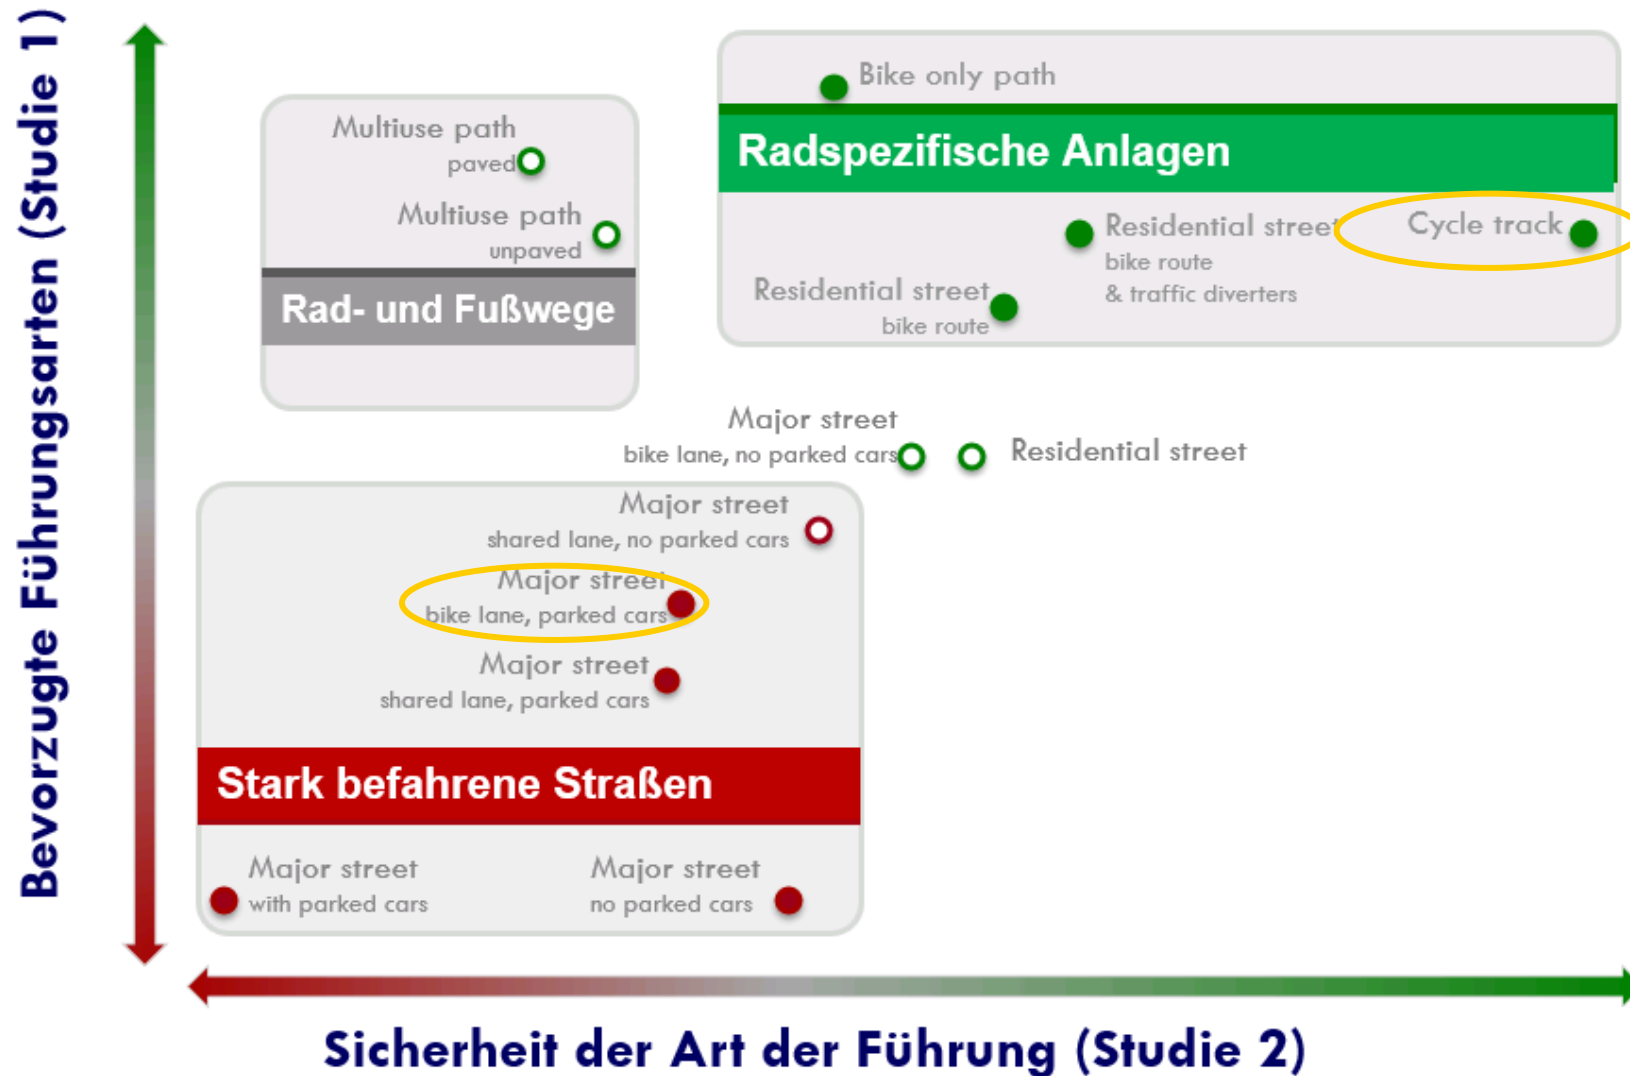 Bevorzugte Führungsarten (Studie 1)
Bike only path
Radspezifische Anlagen
Multiuse path
paved
Multiuse path
unpaved
Rad- und Fußwege
Residential street
bike route
& traffic diverters
Cycle track
Residential street
bike route
Major street
bike lane, no parked cars
Residential street
Major street
shared lane, no parked cars
Major street
bike lane, parked cars
Major street
shared lane, parked cars
Stark befahrene Straßen
Major street
with parked cars
Major street
no parked cars
Sicherheit der Art der Führung (Studie 2)